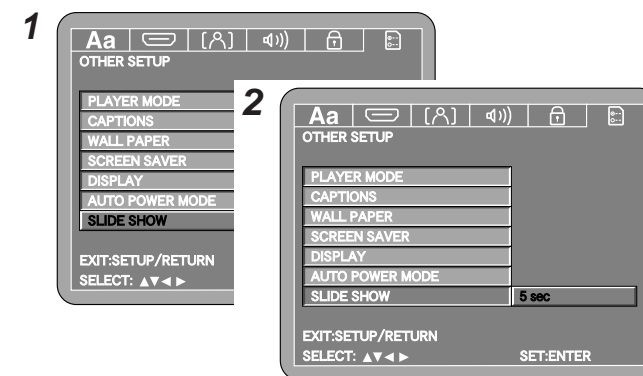 1
Aa
OTHER SETUP
PLAYER MODE
CAPTIONS
WALL PAPER
SCREEN SAVER
DISPLAY
AUTO POWER MODE
SLIDE SHOW
EXIT:SETUP/RETURN
SELECT: ▲▼◄ ►
2
Aa
OTHER SETUP
PLAYER MODE
CAPTIONS
WALL PAPER
SCREEN SAVER
DISPLAY
AUTO POWER MODE
SLIDE SHOW 5 sec
EXIT:SETUP/RETURN
SELECT: ▲▼◄ ► SET:ENTER